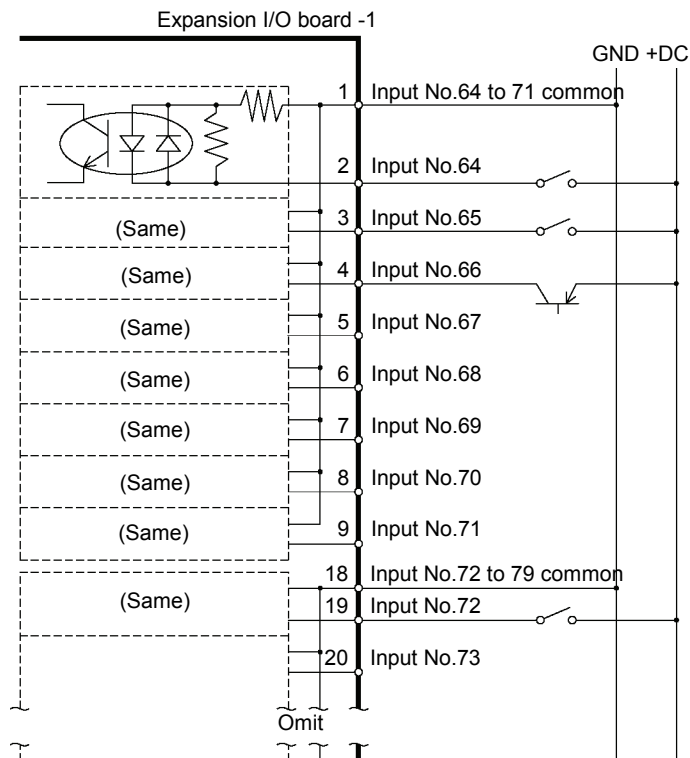 Expansion I/O board -1
GND +DC
1 Input No.64 to 71 common
2 Input No.64
(Same) 3 Input No.65
(Same) 4 Input No.66
(Same) 5 Input No.67
(Same) 6 Input No.68
(Same) 7 Input No.69
(Same) 8 Input No.70
(Same) 9 Input No.71
18 Input No.72 to 79 common
(Same) 19 Input No.72
20 Input No.73
Omit